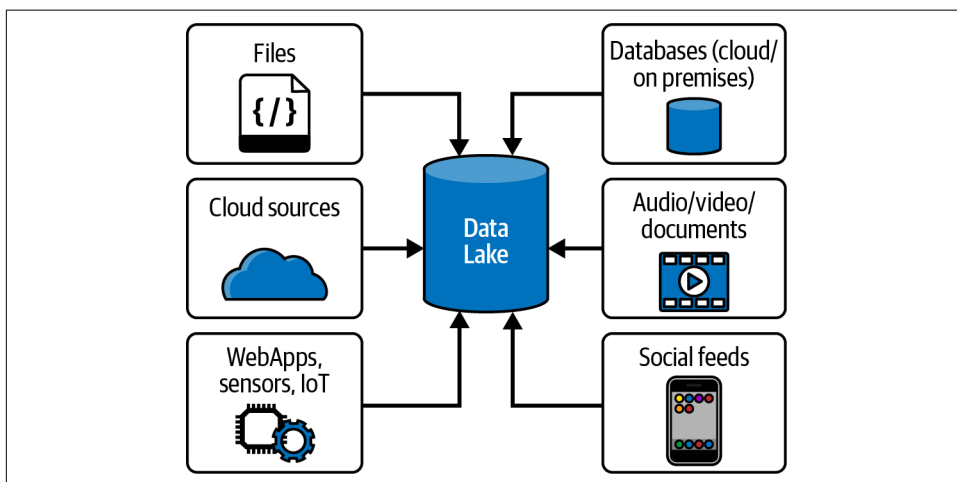 Files
{/}
Databases (cloud/
on premises)
Cloud sources
Data
Lake
Audio/video/
documents
WebApps,
sensors, IoT
Social feeds